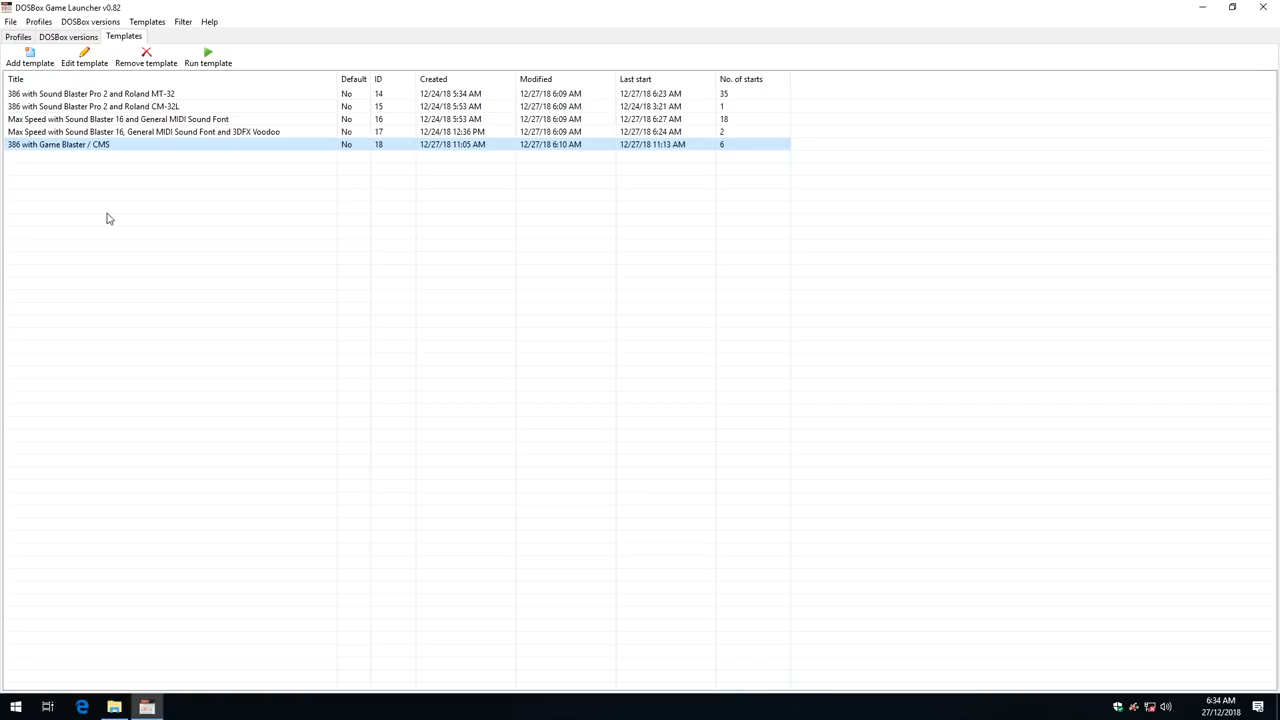 DOSBox Game Launcher v0.82
File Profiles DOSBox versions Templates Filter Help
Profiles DOSBox versions Templates
Add template Edit template Remove template Run template
Title Default ID Created Modified Last start No. of starts
386 with Sound Blaster Pro 2 and Roland MT-32 No 14 12/24/18 5:34 AM 12/27/18 6:09 AM 12/27/18 6:23 AM 35
386 with Sound Blaster Pro 2 and Roland CM-32L No 15 12/24/18 5:53 AM 12/27/18 6:09 AM 12/24/18 3:21 AM 1
Max Speed with Sound Blaster 16 and General MIDI Sound Font No 16 12/24/18 5:53 AM 12/27/18 6:09 AM 12/27/18 6:27 AM 18
Max Speed with Sound Blaster 16, General MIDI Sound Font and 3DFX Voodoo No 17 12/24/18 12:36 PM 12/27/18 6:09 AM 12/27/18 6:24 AM 2
386 with Game Blaster / CMS No 18 12/27/18 11:05 AM 12/27/18 6:10 AM 12/27/18 11:13 AM 6
6:34 AM
27/12/2018